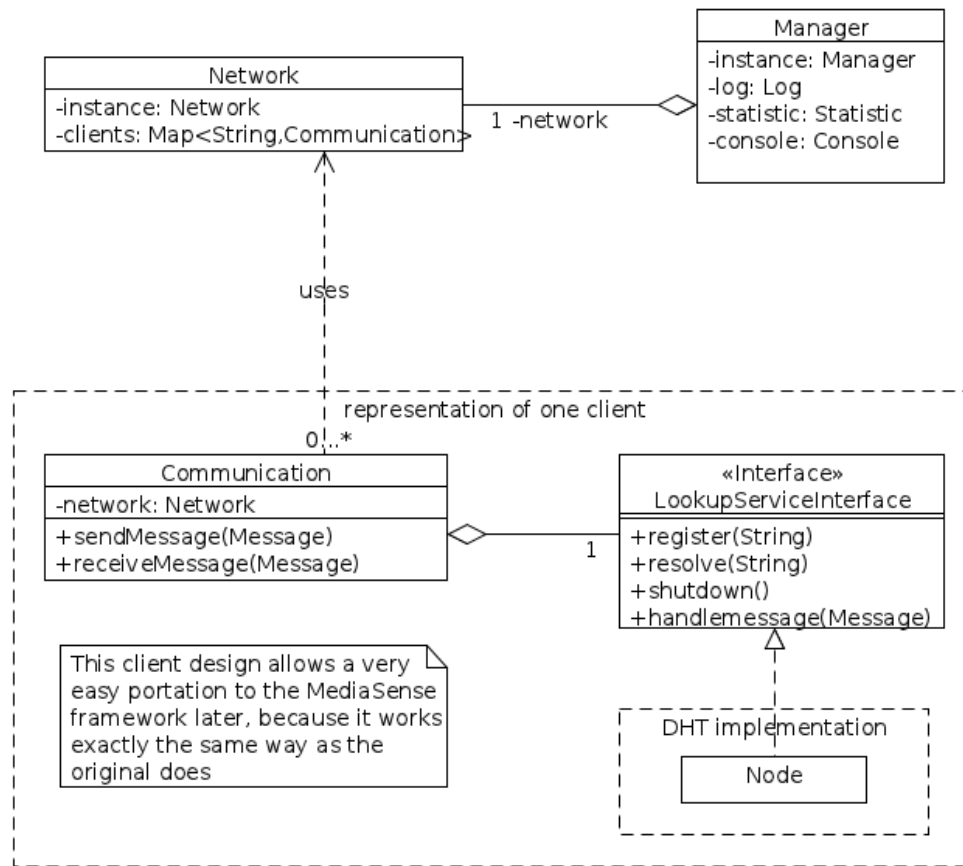 Manager
-instance: Manager
-log: Log
-statistic: Statistic
-console: Console
Network
-instance: Network
-clients: Map<String,Communication>
1 -network
uses
representation of one client
0...*
Communication
-network: Network
+sendMessage(Message)
+receiveMessage(Message)
1
«Interface»
LookupServiceInterface
+register(String)
+resolve(String)
+shutdown()
+handlemessage(Message)
This client design allows a very
easy portation to the MediaSense
framework later, because it works
exactly the same way as the
original does
DHT implementation
Node